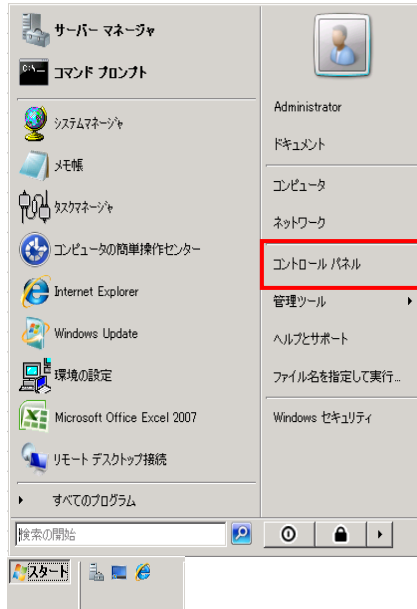 サーバー マネージャ
コマンド プロンプト
システムマネージャ
メモ帳
タスクマネージャ
コンピュータの簡単操作センター
Internet Explorer
Windows Update
環境の設定
Microsoft Office Excel 2007
リモート デスクトップ接続
すべてのプログラム
検索の開始
Administrator
ドキュメント
コンピュータ
ネットワーク
コントロール パネル
管理ツール
ヘルプとサポート
ファイル名を指定して実行...
Windows セキュリティ
スタート